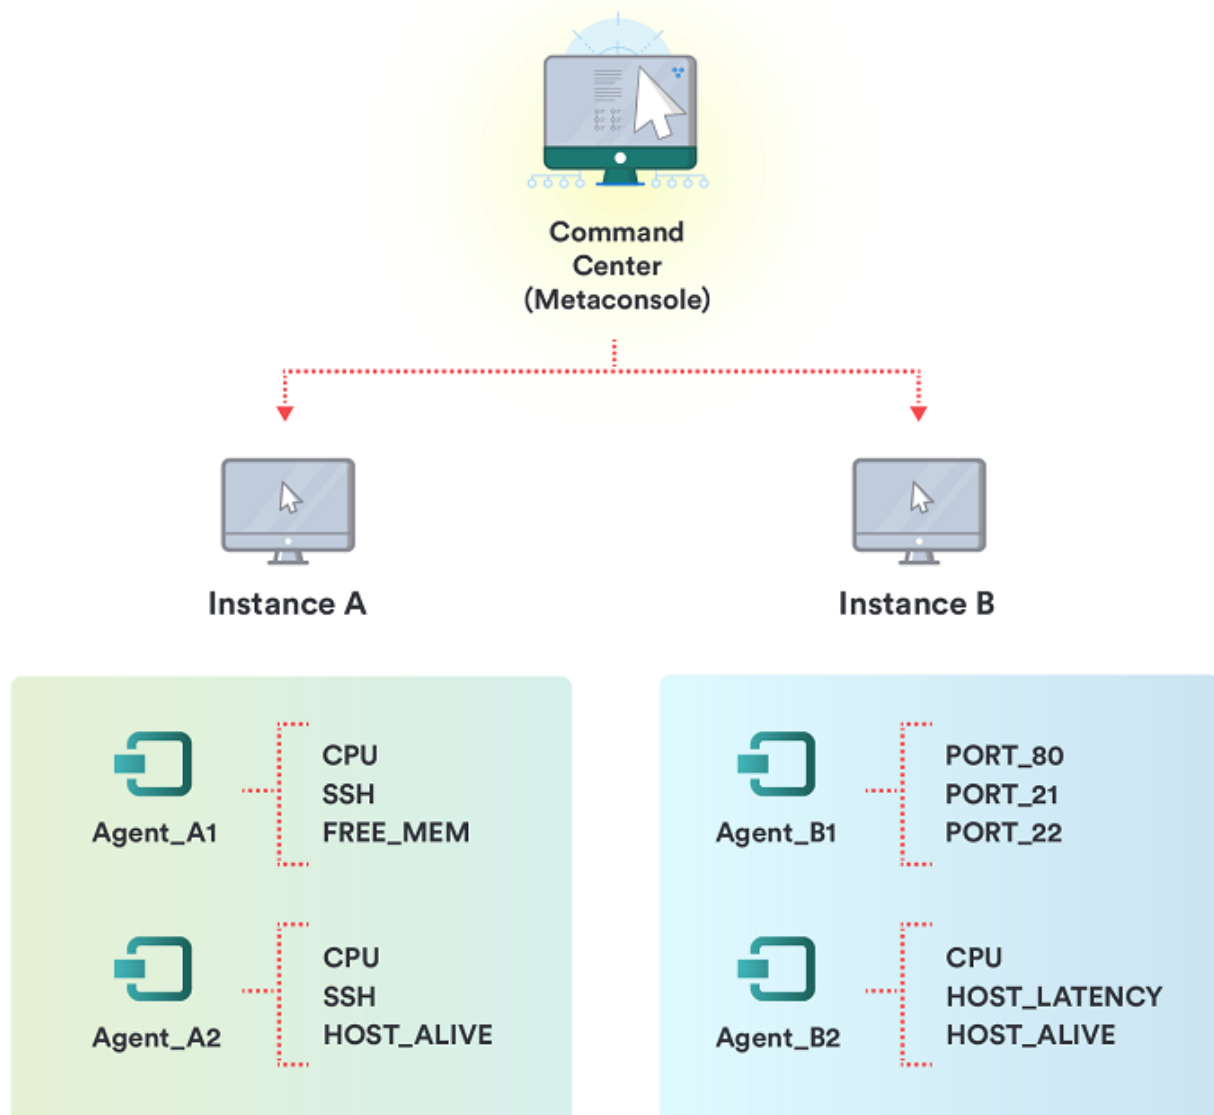 Command
Center
(Metaconsole)
Instance A
Instance B
Agent_A1
CPU
SSH
FREE_MEM
Agent_A2
CPU
SSH
HOST_ALIVE
Agent_B1
PORT_80
PORT_21
PORT_22
Agent_B2
CPU
HOST_LATENCY
HOST_ALIVE